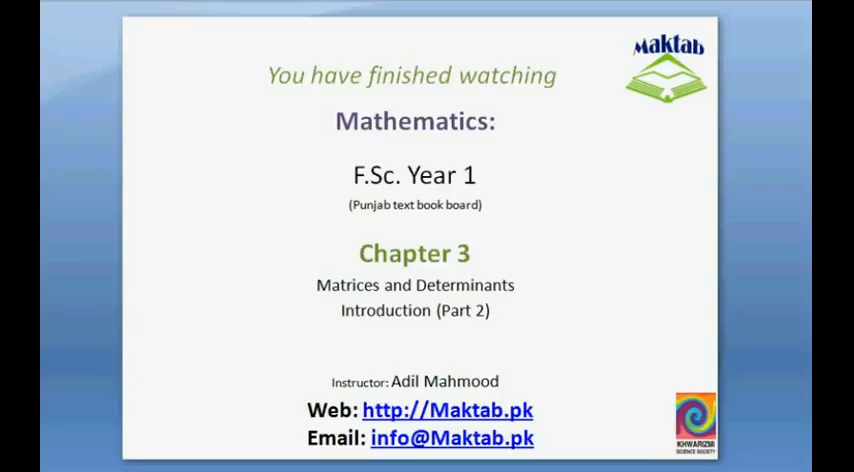 Maktab
You have finished watching
Mathematics:
F.Sc. Year 1
(Punjab text book board)
Chapter 3
Matrices and Determinants
Introduction (Part 2)
Instructor: Adil Mahmood
Web: http://Maktab.pk
Email: info@Maktab.pk
KHWARIZMI
SCIENCE SOCIETY